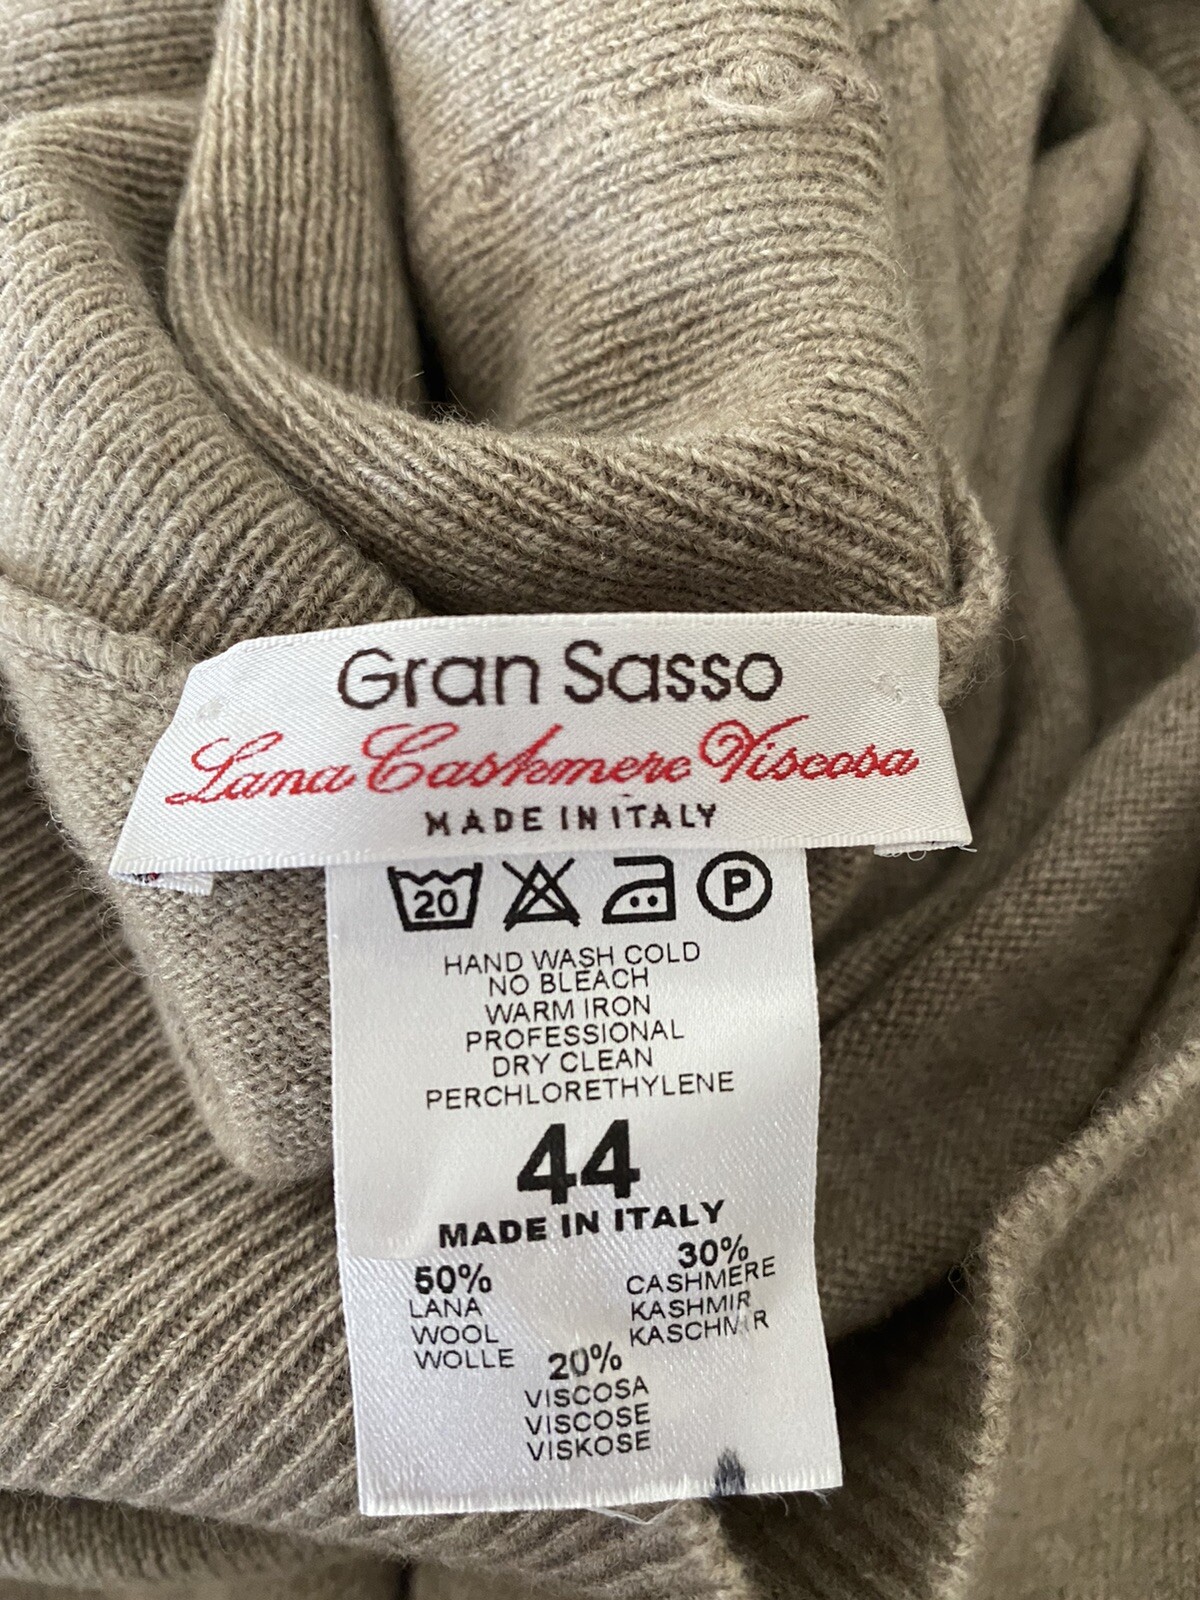 Gran Sasso
Lana Cashmere Viscosa
MADE IN ITALY
20 P
HAND WASH COLD
NO BLEACH
WARM IRON
PROFESSIONAL
DRY CLEAN
PERCHLORETHYLENE
44
MADE IN ITALY
50%
LANA
WOOL
WOLLE
30%
CASHMERE
KASHMIR
KASCHMIR
20%
VISCOSA
VISCOSE
VISKOSE